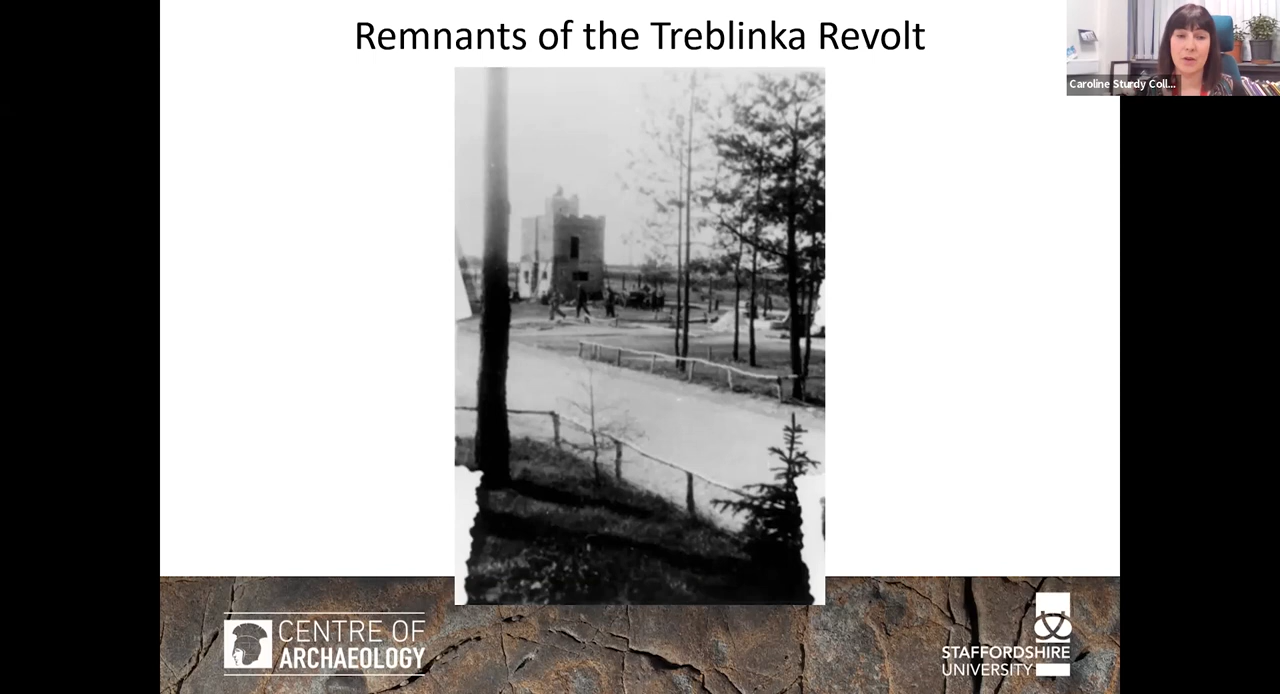 Remnants of the Treblinka Revolt
Caroline Sturdy Coll...
CENTRE OF
ARCHAEOLOGY
STAFFORDSHIRE
UNIVERSITY